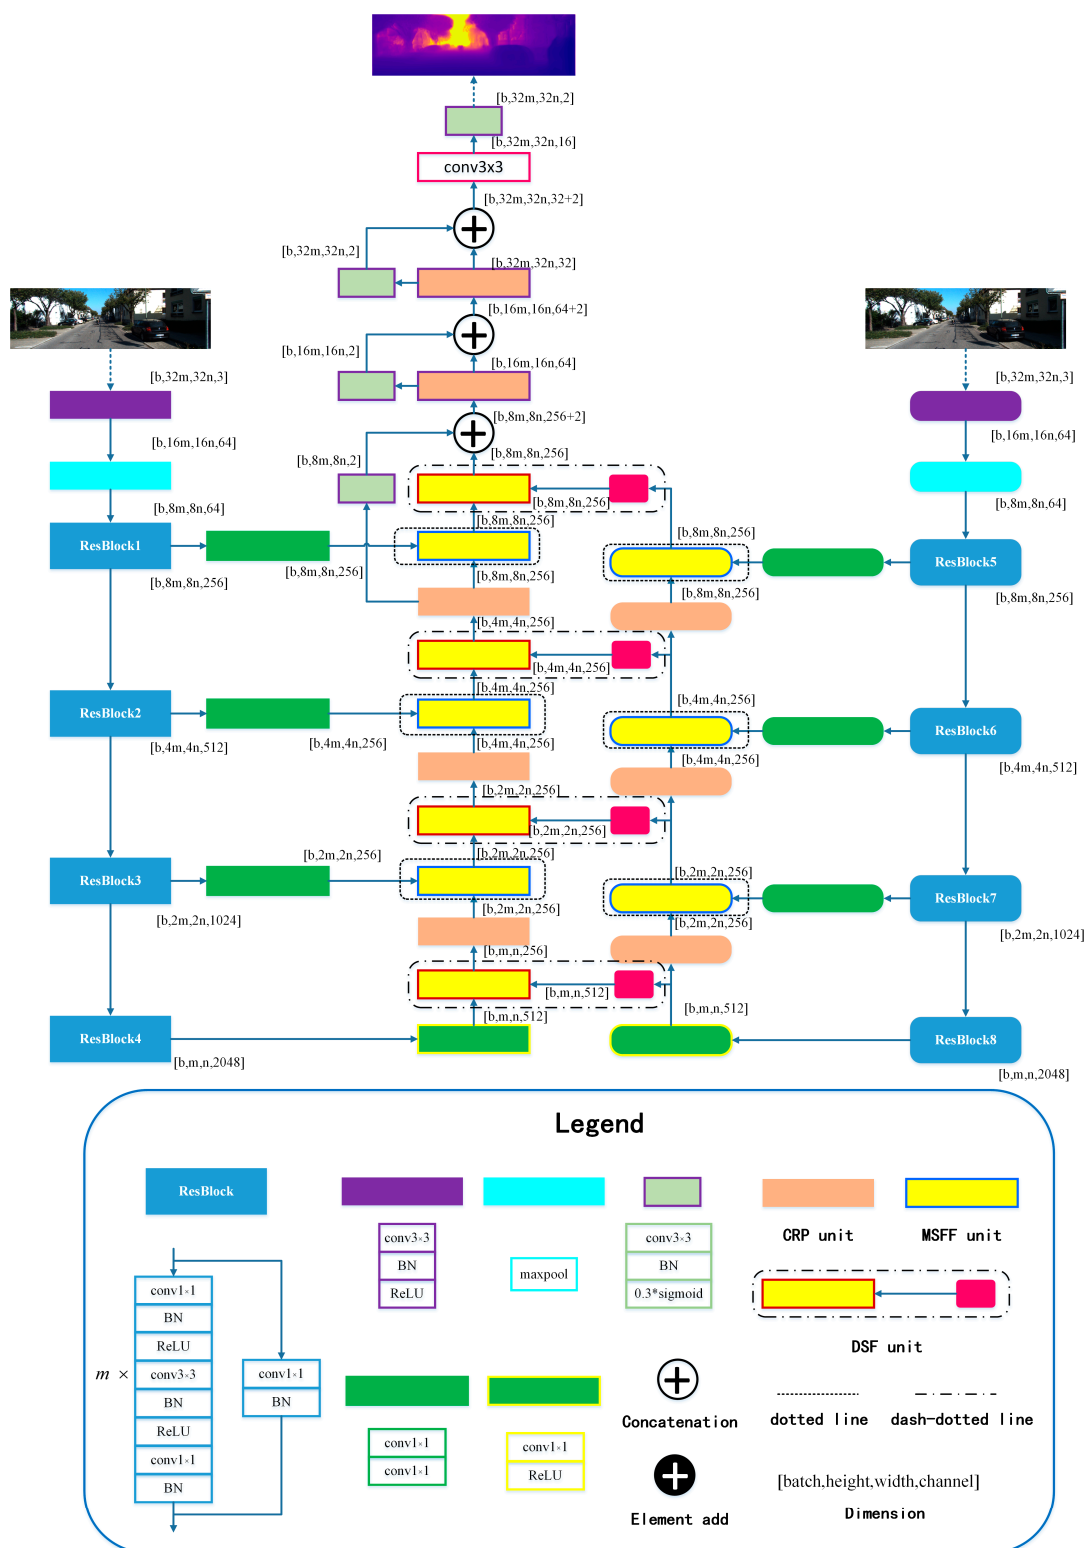 [b,32m,32n,2]
[b,32m,32n,16]
conv3x3
[b,32m,32n,32+2]
[b,32m,32n,2]
[b,32m,32n,32]
[b,16m,16n,64+2]
[b,16m,16n,2]
[b,16m,16n,64]
[b,32m,32n,3]
[b,32m,32n,3]
[b,8m,8n,256+2]
[b,16m,16n,64]
[b,16m,16n,64]
[b,8m,8n,2]
[b,8m,8n,256]
[b,8m,8n,64]
[b,8m,8n,256]
[b,8m,8n,64]
[b,8m,8n,256]
[b,8m,8n,256]
ResBlock1
ResBlock5
[b,8m,8n,256]
[b,8m,8n,256]
[b,8m,8n,256]
[b,8m,8n,256]
[b,8m,8n,256]
[b,4m,4n,256]
[b,4m,4n,256]
[b,4m,4n,256]
[b,4m,4n,256]
ResBlock2
ResBlock6
[b,4m,4n,512]
[b,4m,4n,256]
[b,4m,4n,256]
[b,4m,4n,256]
[b,4m,4n,512]
[b,2m,2n,256]
[b,2m,2n,256]
[b,2m,2n,256]
[b,2m,2n,256]
[b,2m,2n,256]
ResBlock3
ResBlock7
[b,2m,2n,1024]
[b,2m,2n,256]
[b,2m,2n,256]
[b,2m,2n,1024]
[b,m,n,256]
[b,m,n,512]
[b,m,n,512]
[b,m,n,512]
ResBlock4
ResBlock8
[b,m,n,2048]
[b,m,n,2048]
Legend
ResBlock
conv3×3
BN
ReLU
maxpool
conv3×3
BN
0.3*sigmoid
CRP unit
MSFF unit
DSF unit
m ×
conv1×1
BN
ReLU
conv3×3
BN
ReLU
conv1×1
BN
conv1×1
BN
conv1×1
conv1×1
conv1×1
ReLU
Concatenation
dotted line
dash-dotted line
Element add
[batch,height,width,channel]
Dimension